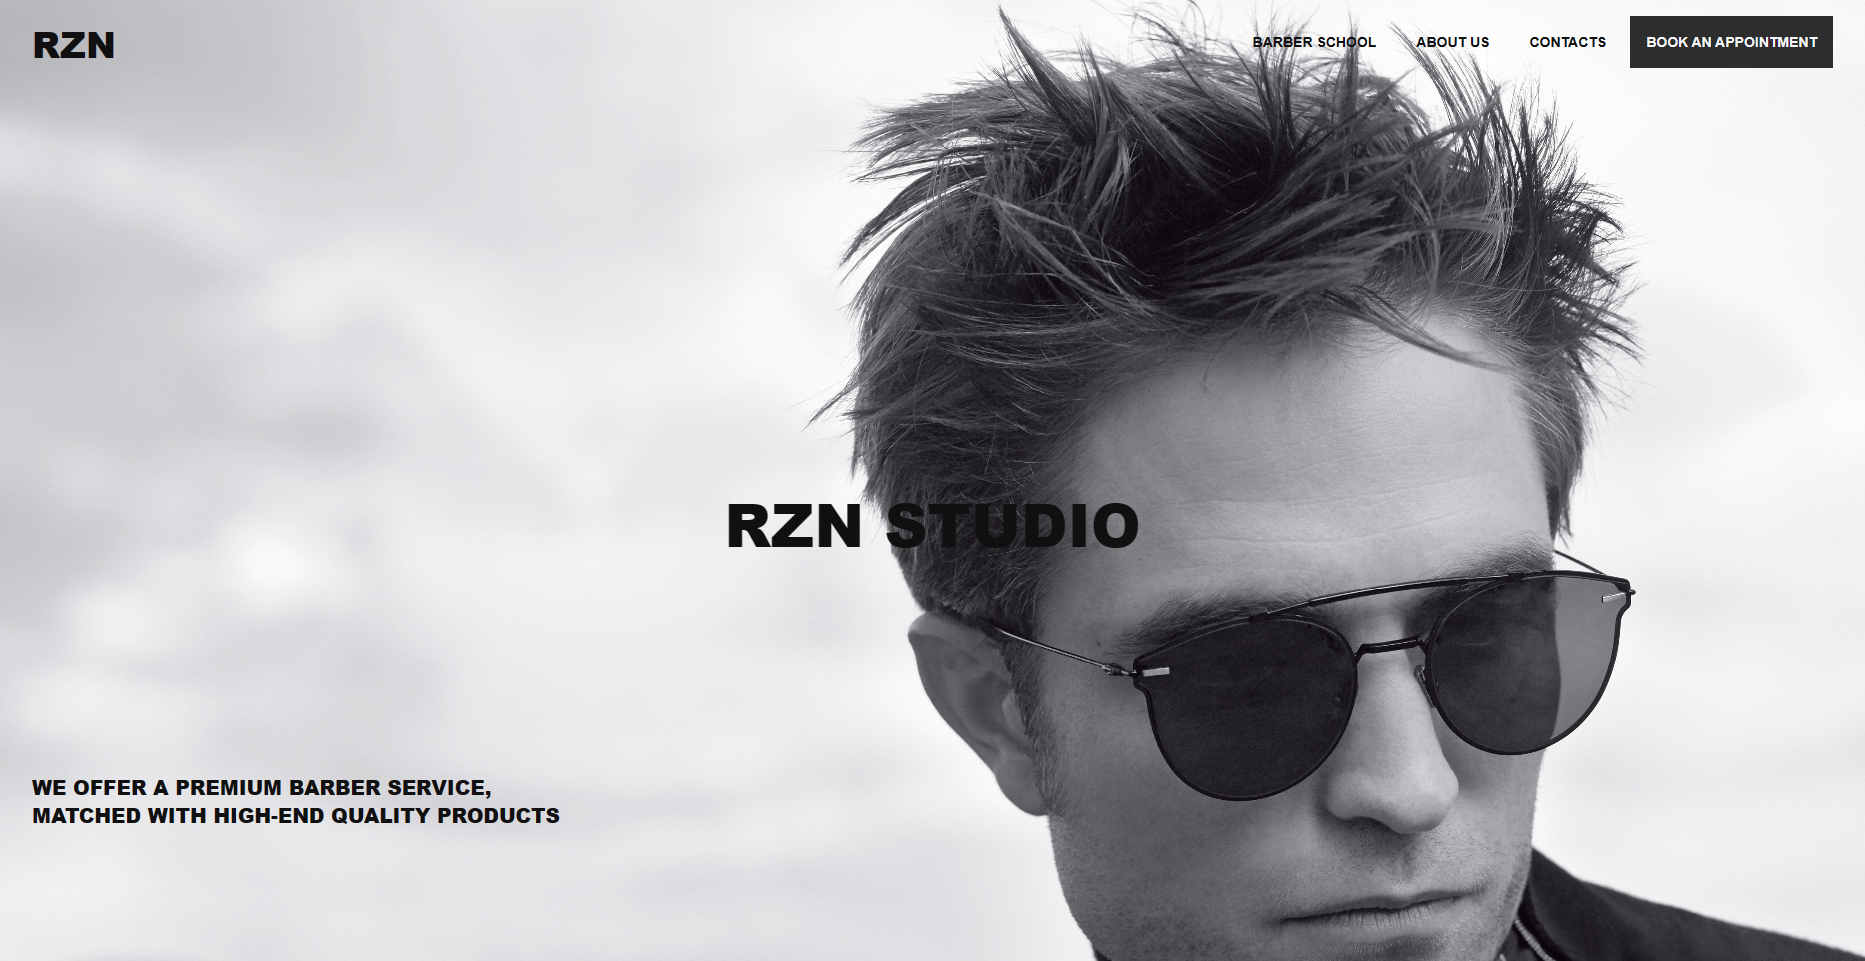 RZN
BARBER SCHOOL
ABOUT US
CONTACTS
BOOK AN APPOINTMENT
RZN STUDIO
WE OFFER A PREMIUM BARBER SERVICE,
MATCHED WITH HIGH-END QUALITY PRODUCTS